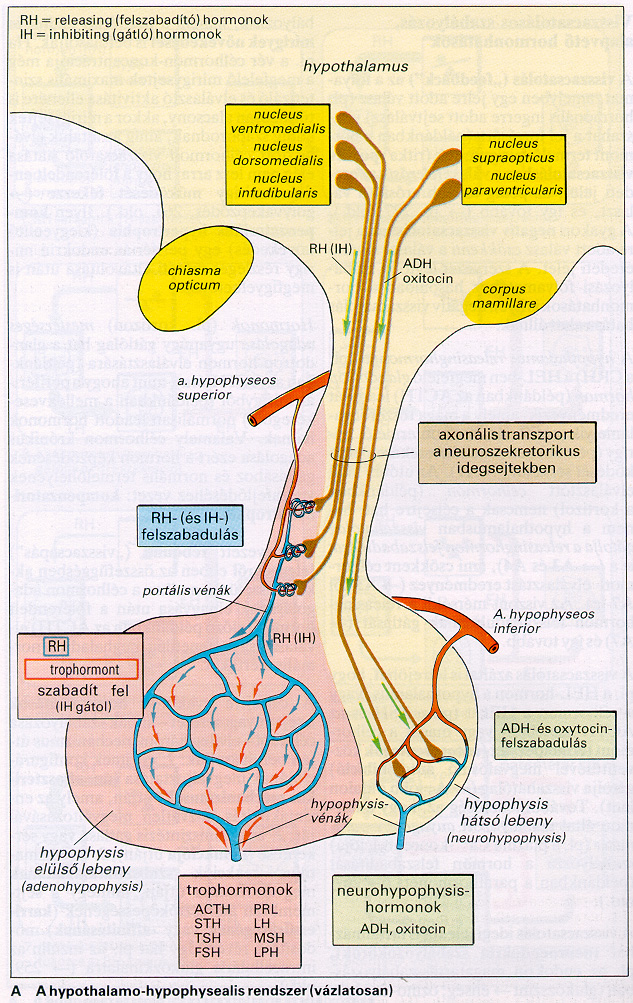 RH = releasing (felszabadító) hormonok
IH = inhibiting (gátló) hormonok
hypothalamus
nucleus
ventromedialis
nucleus
dorsomedialis
nucleus
infudibularis
nucleus
supraopticus
nucleus
paraventricularis
chiasma
opticum
RH (IH)
ADH
oxitocin
corpus
mamillare
a. hypophyseos
superior
axonális transzport
a neuroszekretorikus
idegsejtekben
RH- (és IH-)
felszabadulás
portális vénák
RH (IH)
A. hypophyseos
inferior
RH
trophormont
szabadít fel
(IH gátol)
ADH- és oxytocin-
felszabadulás
hypophysis-
vénák
hypophysis
hátsó lebeny
(neurohypophysis)
hypophysis
elülső lebeny
(adenohypophysis)
trophormonok
ACTH PRL
STH LH
TSH MSH
FSH LPH
neurohypophysis-
hormonok
ADH, oxitocin
A A hypothalamo-hypophysealis rendszer (vázlatosan)